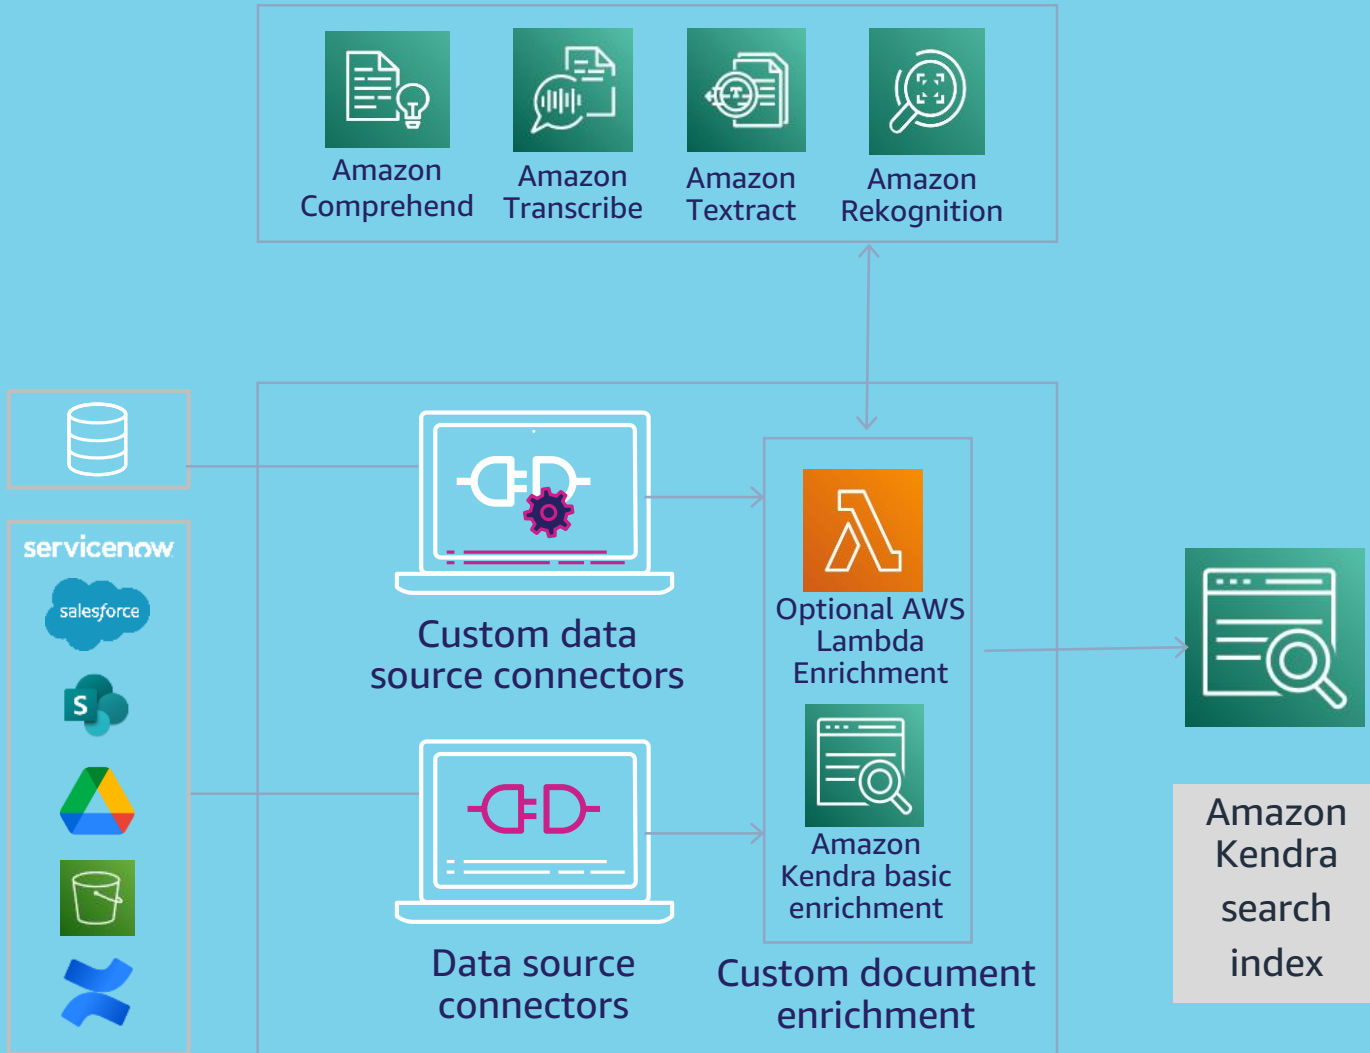 Amazon
Comprehend
Amazon
Transcribe
Amazon
Textract
Amazon
Rekognition
servicenow
salesforce
S
Custom data
source connectors
Data source
connectors
Optional AWS
Lambda
Enrichment
Amazon
Kendra basic
enrichment
Custom document
enrichment
Amazon
Kendra
search
index